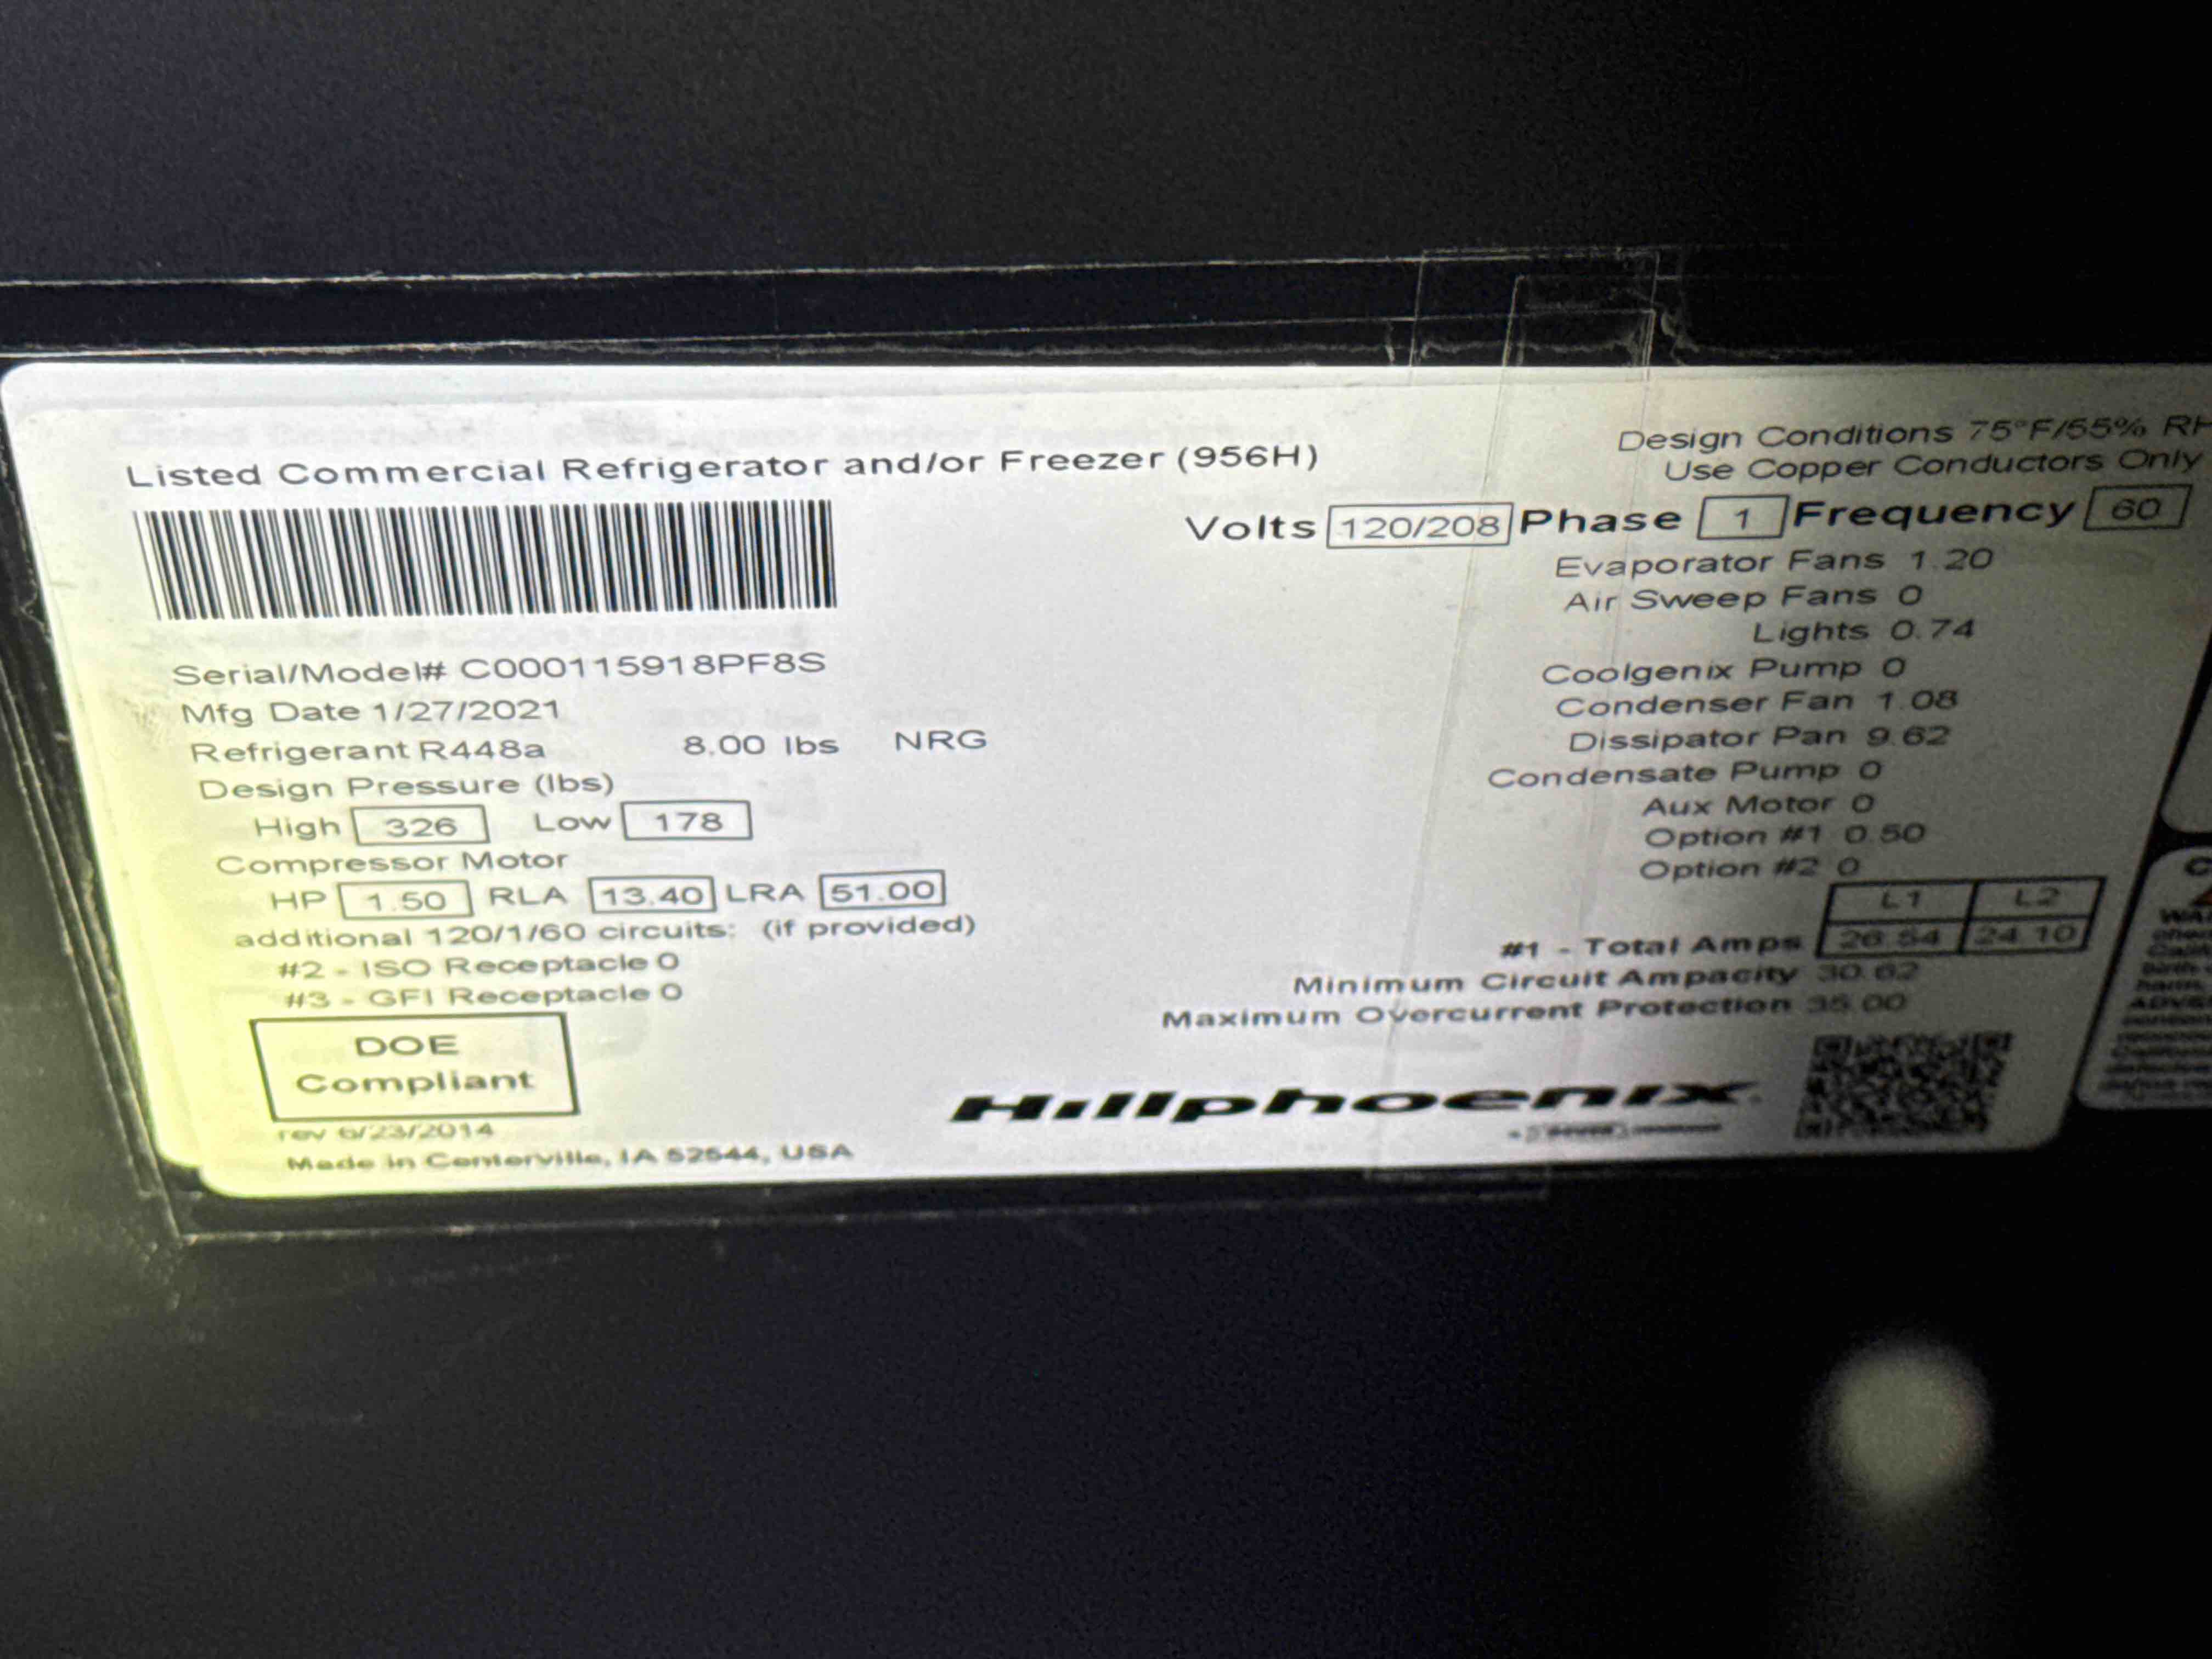 Listed Commercial Refrigerator and/or Freezer (956H)
Serial/Model# C000115918PF8S
Mfg Date 1/27/2021
Refrigerant R448a 8.00 lbs NRG
Design Pressure (lbs)
High 326 Low 178
Compressor Motor
HP 1.50 RLA 13.40 LRA 51.00
additional 120/1/60 circuits: (if provided)
#2 - ISO Receptacle 0
#3 - GFI Receptacle 0
DOE
Compliant
rev 6/23/2014
Made in Centerville, IA 52544, USA
Design Conditions 75°F/55% RH
Use Copper Conductors Only
Volts 120/208 Phase 1 Frequency 60
Evaporator Fans 1.20
Air Sweep Fans 0
Lights 0.74
Coolgenix Pump 0
Condenser Fan 1.08
Dissipator Pan 9.62
Condensate Pump 0
Aux Motor 0
Option #1 0.50
Option #2 0
L1 L2
#1 - Total Amps 26.54 24.10
Minimum Circuit Ampacity 30.62
Maximum Overcurrent Protection 35.00
Hillphoenix